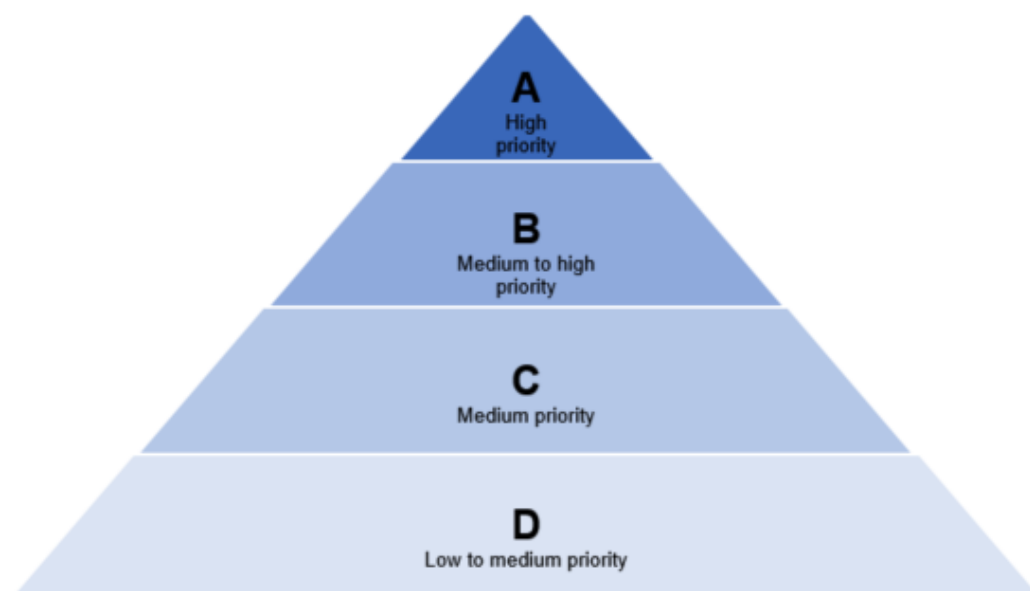 A
High
priority
B
Medium to high
priority
C
Medium priority
D
Low to medium priority